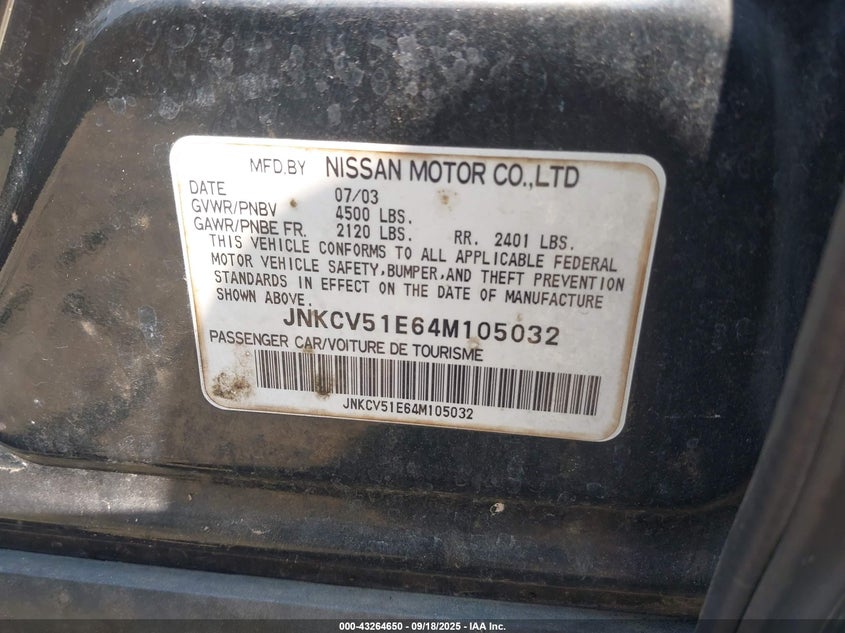 MFD.BY NISSAN MOTOR CO.,LTD
DATE 07/03
GVWR/PNBV 4500 LBS.
GAWR/PNBE FR. 2120 LBS. RR. 2401 LBS.
THIS VEHICLE CONFORMS TO ALL APPLICABLE FEDERAL
MOTOR VEHICLE SAFETY,BUMPER,AND THEFT PREVENTION
STANDARDS IN EFFECT ON THE DATE OF MANUFACTURE
SHOWN ABOVE.
JNKCV51E64M105032
PASSENGER CAR/VOITURE DE TOURISME
JNKCV51E64M105032
000-43264650 - 09/18/2025 - IAA Inc.